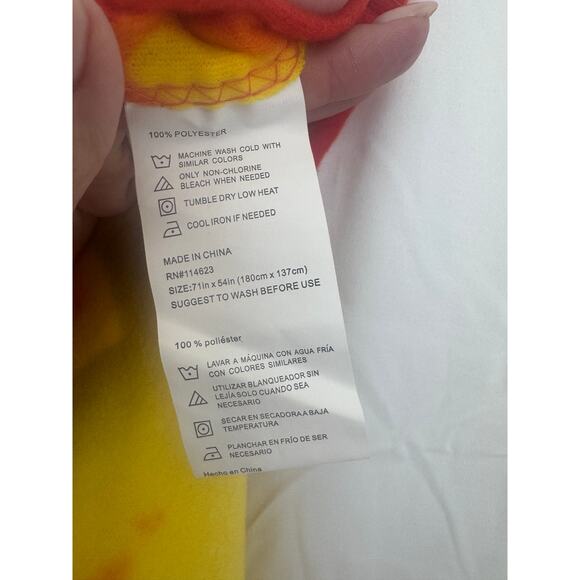 100% POLYESTER
MACHINE WASH COLD WITH
SIMILAR COLORS
ONLY NON-CHLORINE
BLEACH WHEN NEEDED
TUMBLE DRY LOW HEAT
COOL IRON IF NEEDED
MADE IN CHINA
RN#114623
SIZE:71in x 54in (180cm x 137cm)
SUGGEST TO WASH BEFORE USE
100 % poliéster
LAVAR A MÁQUINA CON AGUA FRÍA
CON COLORES SIMILARES
UTILIZAR BLANQUEADOR SIN
LEJÍA SOLO CUANDO SEA
NECESARIO
SECAR EN SECADORA A BAJA
TEMPERATURA
PLANCHAR EN FRÍO DE SER
NECESARIO
Hecho en China